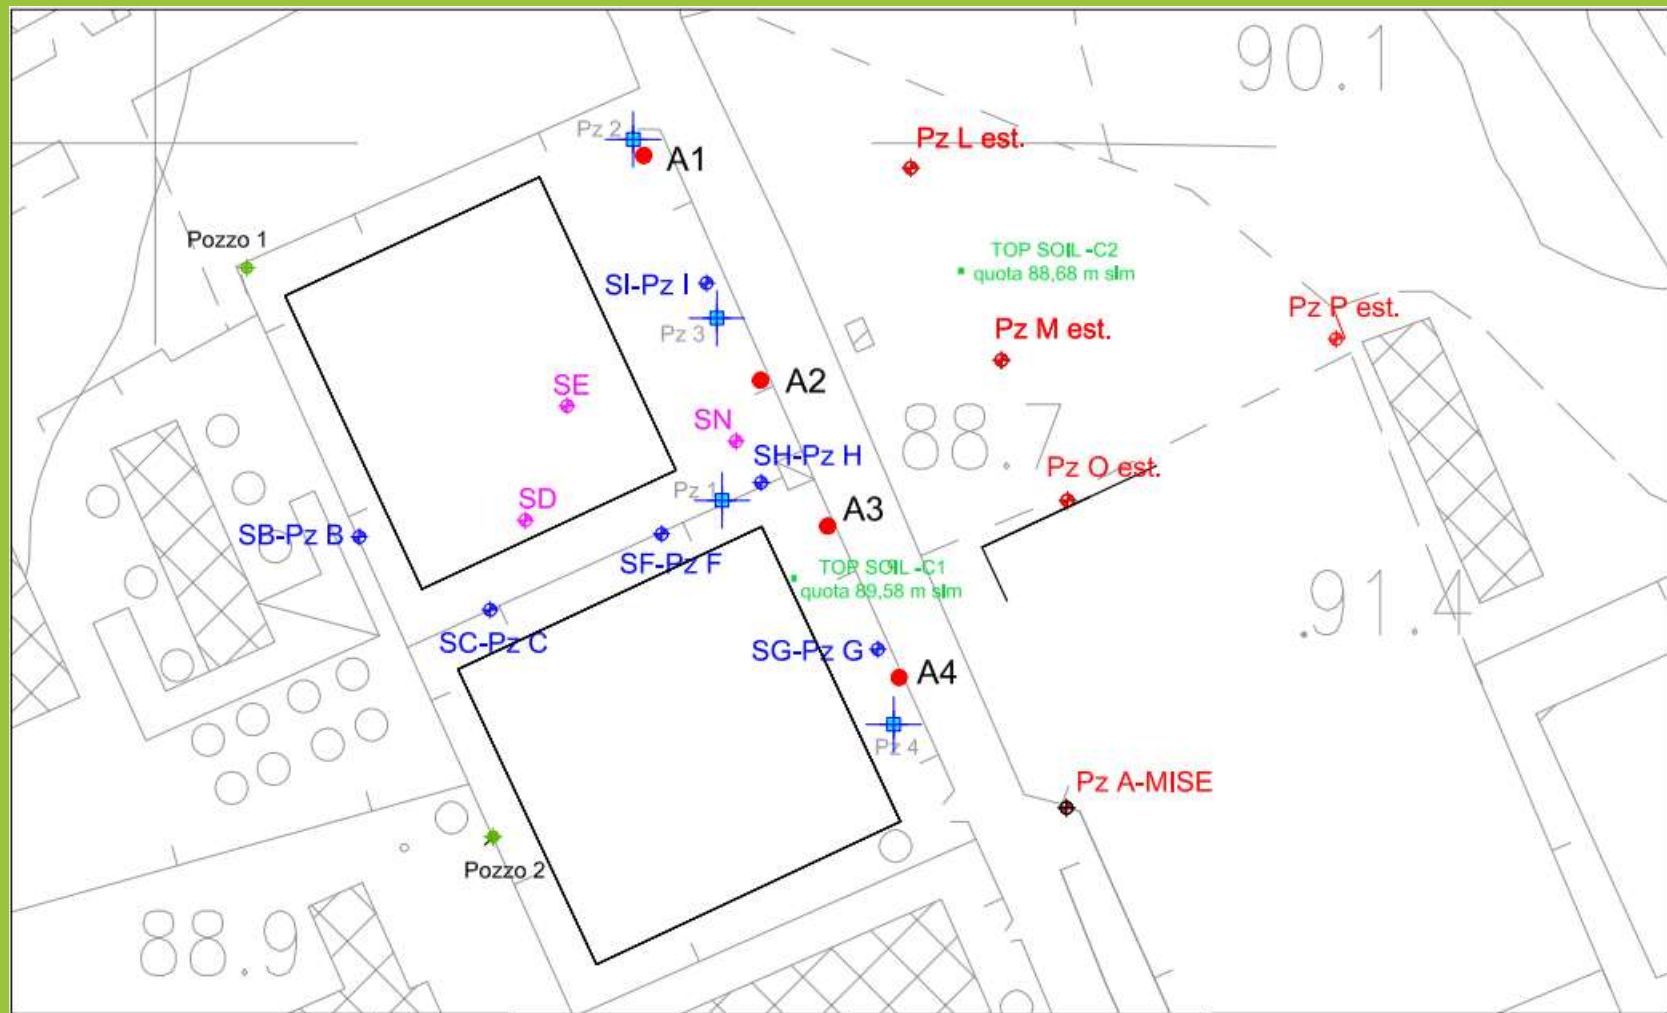 90.1
Pz 2
A1
Pz L est.
Pozzo 1
TOP SOIL -C2
quota 88,68 m slm
SI-Pz I
Pz 3
Pz P est.
Pz M est.
A2
SE
SN
88.7
SH-Pz H
Pz O est.
Pz 1
SD
A3
SB-Pz B
SF-Pz F
TOP SOIL -C1
quota 89,58 m slm
.91.4
SC-Pz C
SG-Pz G
A4
Pz 4
Pz A-MISE
Pozzo 2
88.9